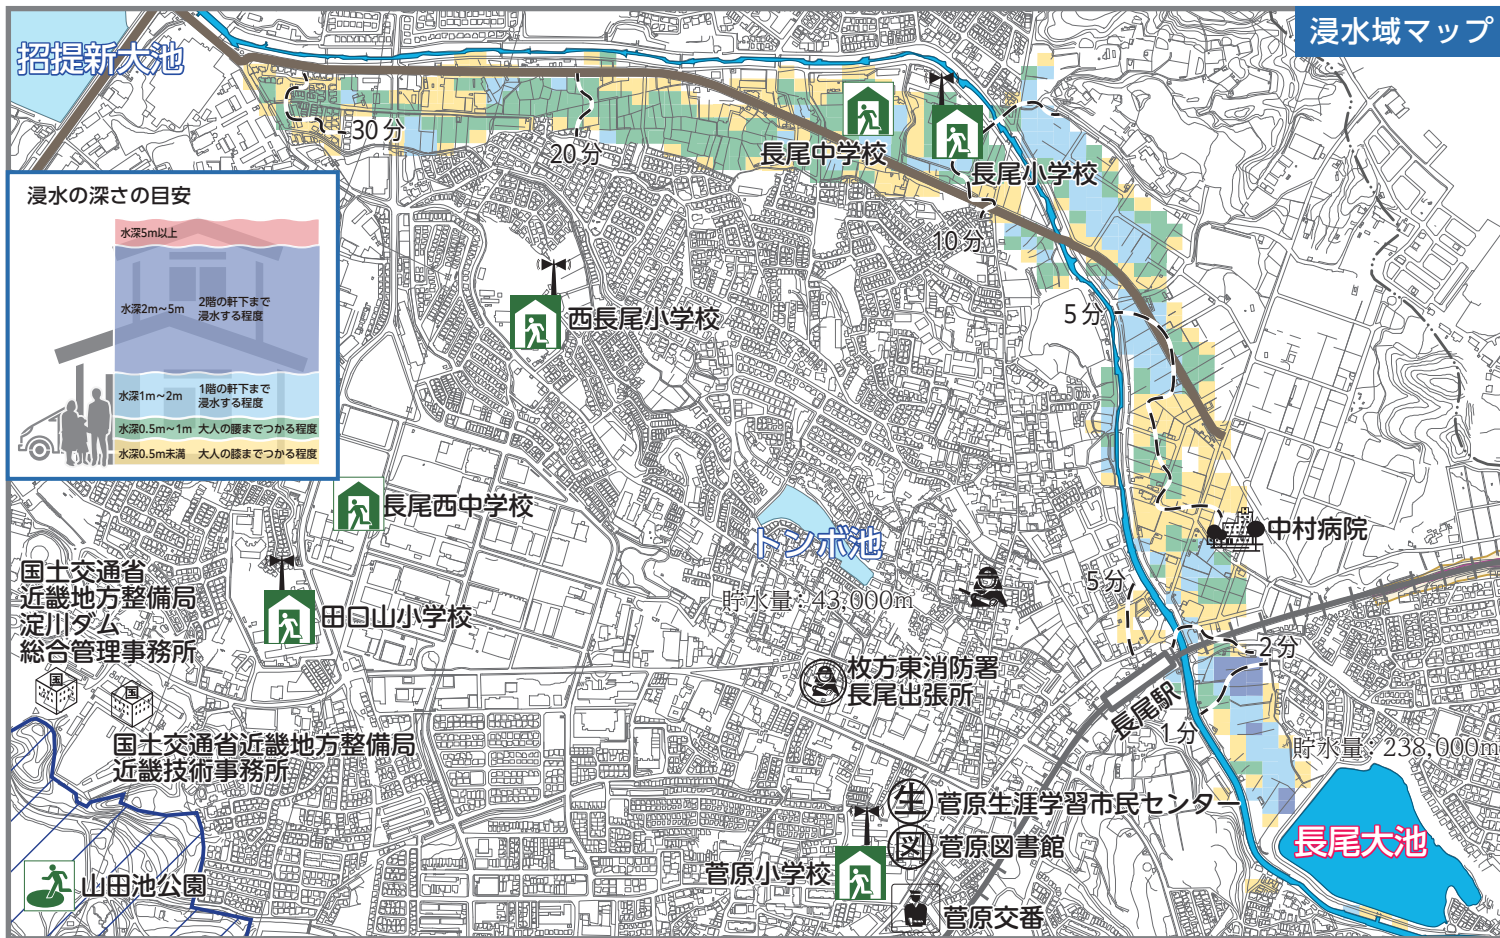 浸水域マップ
招提新大池
30分
20分
長尾中学校
長尾小学校
10分
浸水の深さの目安
水深5m以上
水深2m～5m
2階の軒下まで
浸水する程度
水深1m～2m
1階の軒下まで
浸水する程度
水深0.5m～1m 大人の腰までつかる程度
水深0.5m未満 大人の膝までつかる程度
西長尾小学校
5分
長尾西中学校
トンボ池
中村病院
貯水量：43,000m
5分
国土交通省
近畿地方整備局
淀川ダム
総合管理事務所
田口山小学校
枚方東消防署
長尾出張所
2分
長尾駅
1分
国
国
国土交通省近畿地方整備局
近畿技術事務所
貯水量：238,000m
生
菅原生涯学習市民センター
図
菅原図書館
長尾大池
菅原小学校
山田池公園
菅原交番